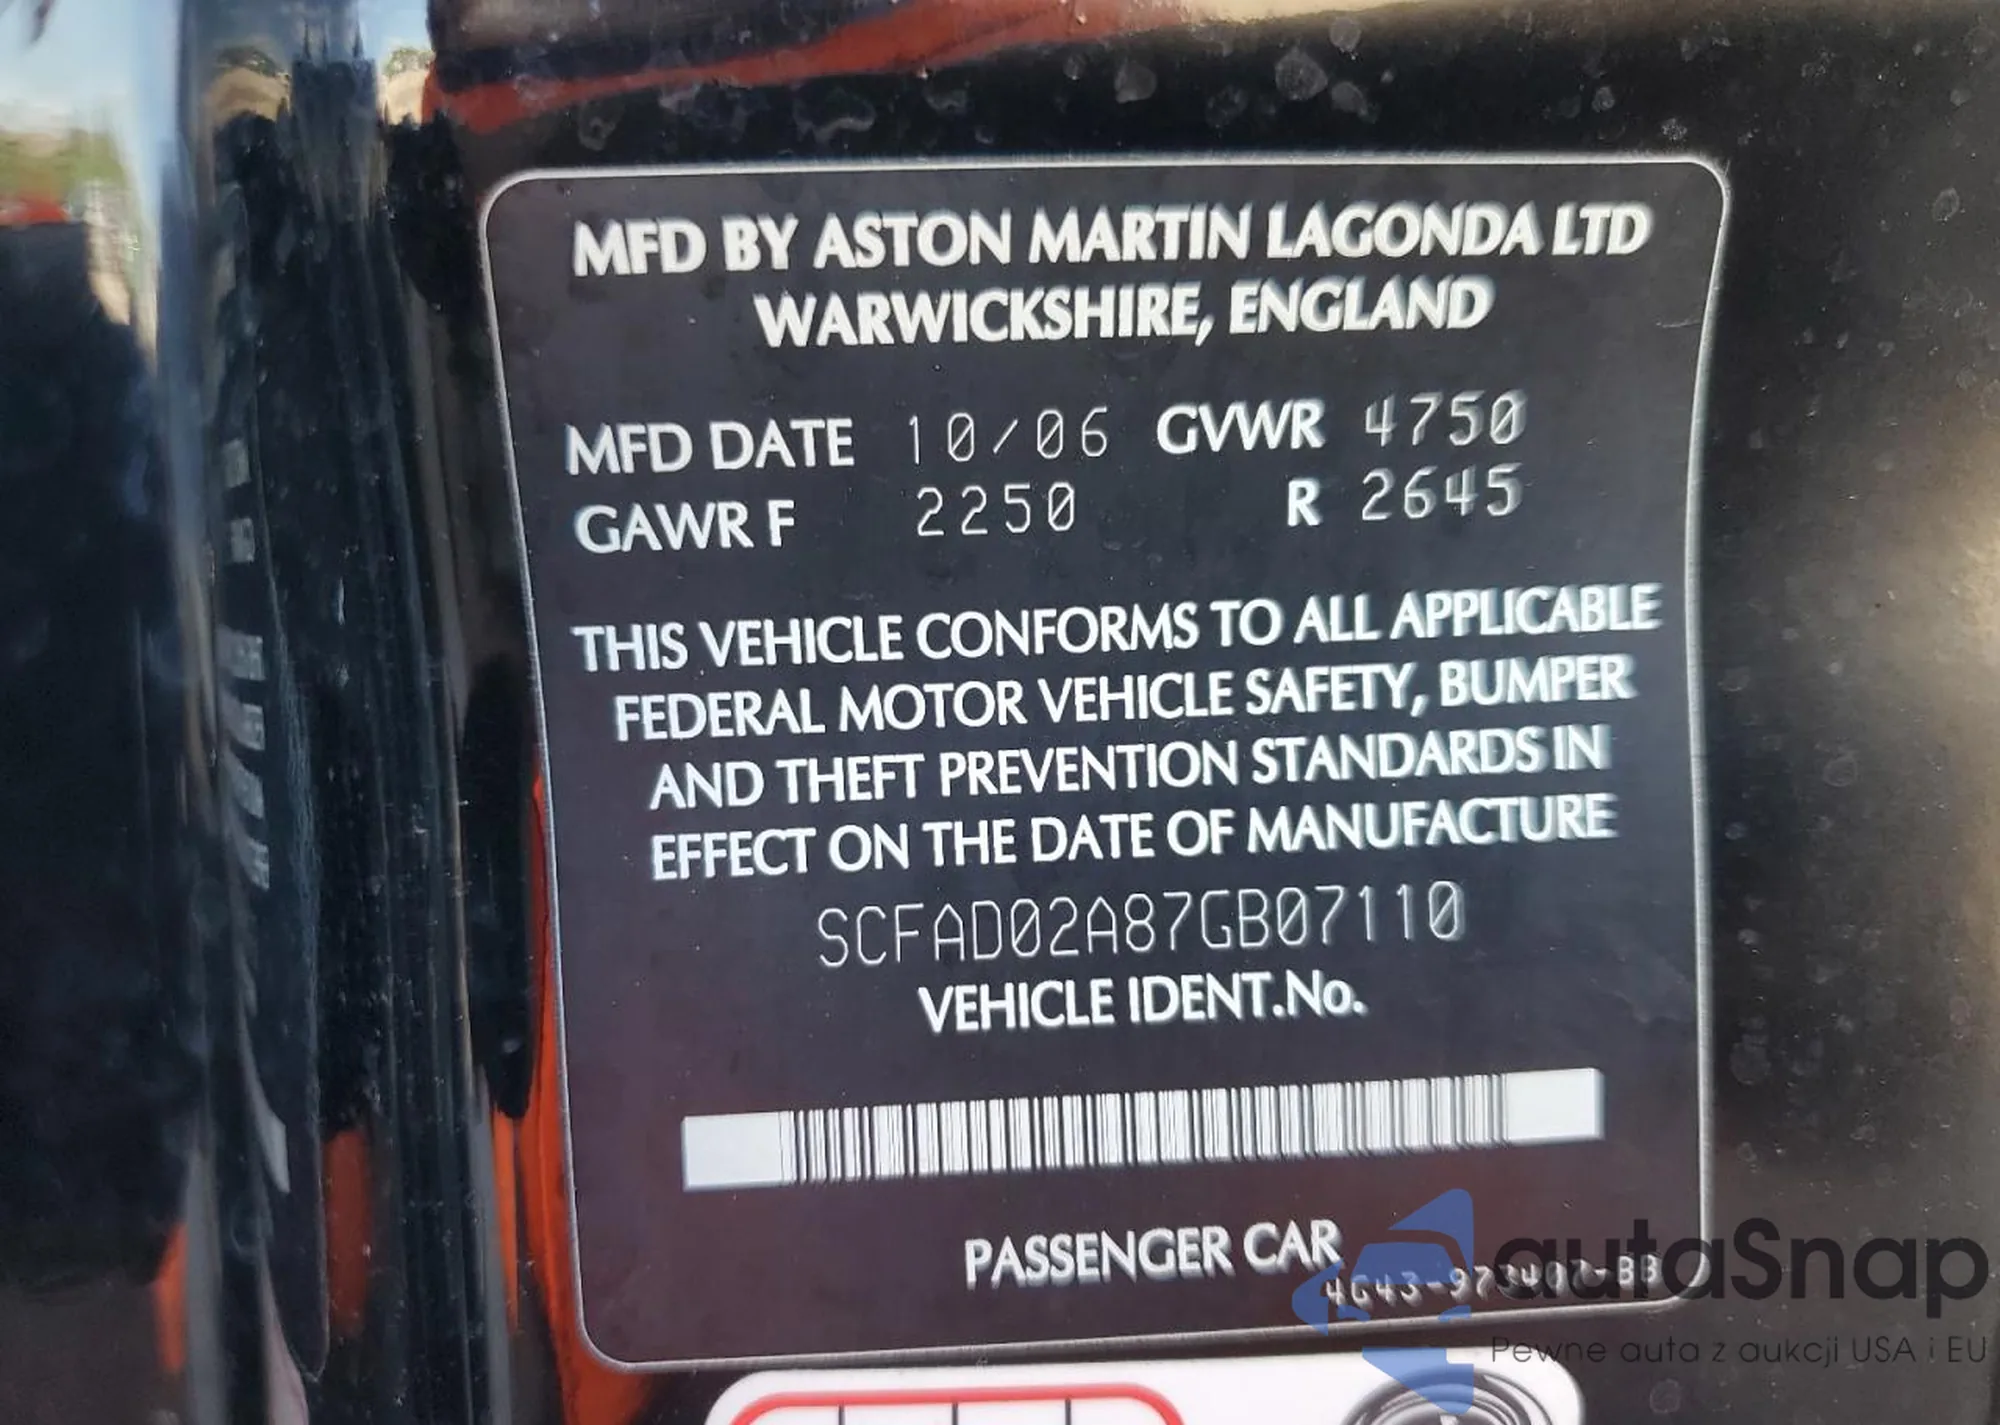 MFD BY ASTON MARTIN LAGONDA LTD
WARWICKSHIRE, ENGLAND
MFD DATE 10/06 GVWR 4750
GAWR F 2250 R 2645
THIS VEHICLE CONFORMS TO ALL APPLICABLE
FEDERAL MOTOR VEHICLE SAFETY, BUMPER
AND THEFT PREVENTION STANDARDS IN
EFFECT ON THE DATE OF MANUFACTURE
SCFAD02A87GB07110
VEHICLE IDENT.No.
PASSENGER CAR
autaSnap
Pewne auta z aukcji USA i EU